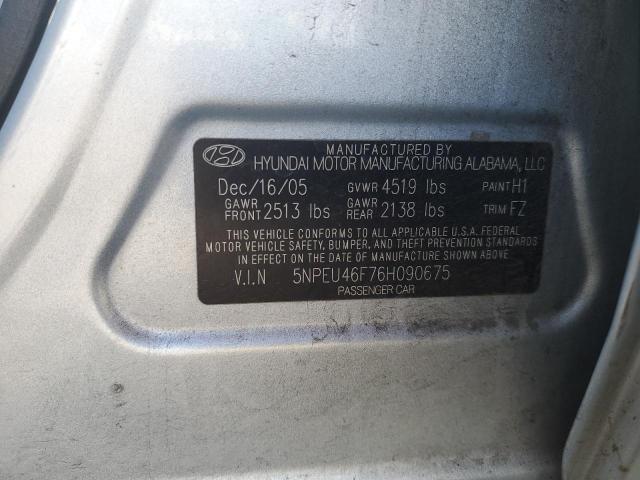 MANUFACTURED BY
HYUNDAI MOTOR MANUFACTURING ALABAMA, LLC
Dec/16/05 GVWR 4519 lbs PAINT H1
GAWR FRONT 2513 lbs GAWR REAR 2138 lbs TRIM FZ
THIS VEHICLE CONFORMS TO ALL APPLICABLE U.S.A. FEDERAL
MOTOR VEHICLE SAFETY, BUMPER, AND THEFT PREVENTION STANDARDS
IN EFFECT ON THE DATE OF MANUFACTURE SHOWN ABOVE.
V.I.N 5NPEU46F76H090675
PASSENGER CAR